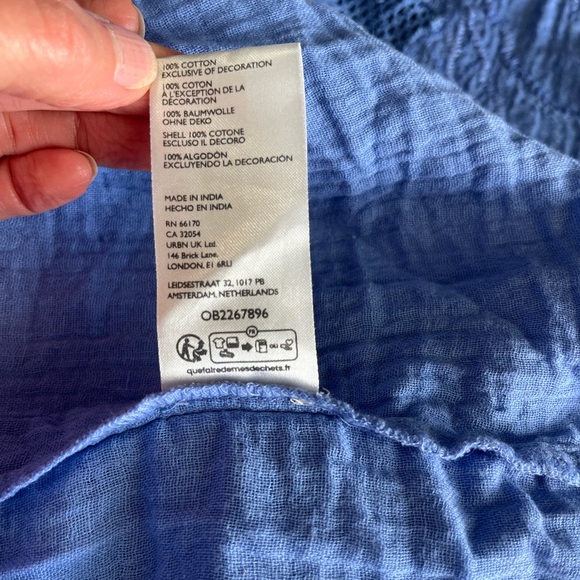 100% COTTON
EXCLUSIVE OF DECORATION
100% COTON
À L'EXCEPTION DE LA
DÉCORATION
100% BAUMWOLLE
OHNE DEKO
SHELL 100% COTONE
ESCLUSO IL DECORO
100% ALGODÓN
EXCLUYENDO LA DECORACIÓN
MADE IN INDIA
HECHO EN INDIA
RN 66170
CA 32054
URBN UK Ltd.
146 Brick Lane.
LONDON, E1 6RU
LEIDSESTRAAT 32, 1017 PB
AMSTERDAM, NETHERLANDS
OB2267896
FR
OU
quefairedemesdechets.fr